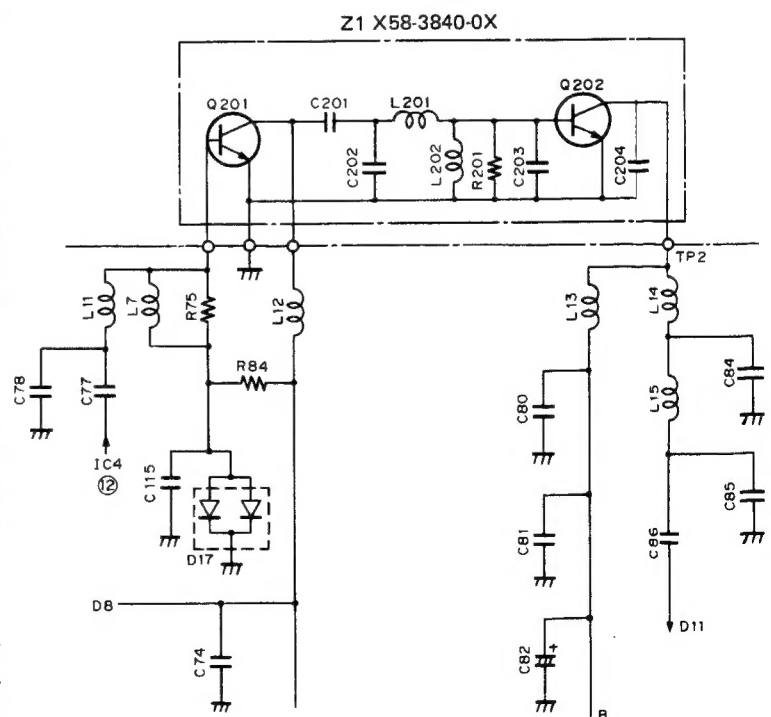 Z1 X58-3840-0X
Q201
C201
L201
Q202
C202
L202
R201
C203
C204
TP2
L11
L7
R75
L12
L13
L14
R84
C78
C77
C80
L15
C84
IC4
12
C115
C81
C86
C85
D17
D8
D11
C74
C82
+
B